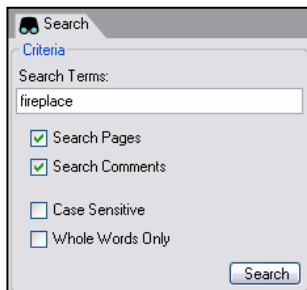 Search
Criteria
Search Terms:
fireplace
Search Pages
Search Comments
Case Sensitive
Whole Words Only
Search